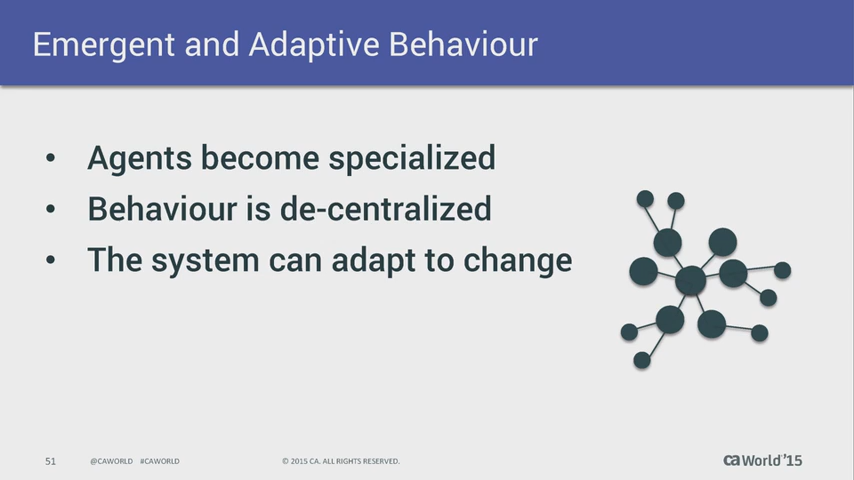 Emergent and Adaptive Behaviour
• Agents become specialized
• Behaviour is de-centralized
• The system can adapt to change
51 @CAWORLD #CAWORLD © 2015 CA. ALL RIGHTS RESERVED. ca World '15